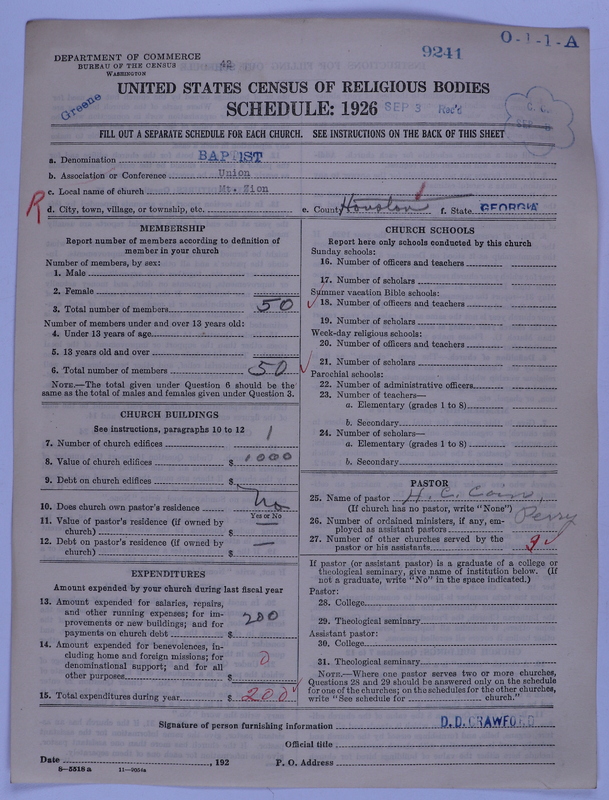 O-1-1-A
9241
DEPARTMENT OF COMMERCE
BUREAU OF THE CENSUS
WASHINGTON
42
Greene
UNITED STATES CENSUS OF RELIGIOUS BODIES
SCHEDULE: 1926
SEP 3 Rec'd
FILL OUT A SEPARATE SCHEDULE FOR EACH CHURCH. SEE INSTRUCTIONS ON THE BACK OF THIS SHEET
a. Denomination BAPTIST
b. Association or Conference Union
c. Local name of church Mt. Zion
R d. City, town, village, or township, etc. e. County Houston f. State GEORGIA
MEMBERSHIP
Report number of members according to definition of
member in your church
Number of members, by sex:
1. Male
2. Female
3. Total number of members 50
Number of members under and over 13 years old:
4. Under 13 years of age
5. 13 years old and over
6. Total number of members 50
NOTE.—The total given under Question 6 should be the
same as the total of males and females given under Question 3.
CHURCH BUILDINGS
See instructions, paragraphs 10 to 12
7. Number of church edifices 1
8. Value of church edifices $ 1000
9. Debt on church edifices $
10. Does church own pastor's residence No
Yes or No
11. Value of pastor's residence (if owned by
church) $ —
12. Debt on pastor's residence (if owned by
church) $ —
EXPENDITURES
Amount expended by your church during last fiscal year
13. Amount expended for salaries, repairs,
and other running expenses; for im-
provements or new buildings; and for
payments on church debt $ 200
14. Amount expended for benevolences, in-
cluding home and foreign missions; for
denominational support; and for all
other purposes $ 0
15. Total expenditures during year $ 200
CHURCH SCHOOLS
Report here only schools conducted by this church
Sunday schools:
16. Number of officers and teachers
17. Number of scholars
Summer vacation Bible schools:
18. Number of officers and teachers
19. Number of scholars
Week-day religious schools:
20. Number of officers and teachers
21. Number of scholars
Parochial schools:
22. Number of administrative officers
23. Number of teachers—
a. Elementary (grades 1 to 8)
b. Secondary
24. Number of scholars—
a. Elementary (grades 1 to 8)
b. Secondary
PASTOR
25. Name of pastor H. C. Cain,
(If church has no pastor, write "None") Perry
26. Number of ordained ministers, if any, em-
ployed as assistant pastors
27. Number of other churches served by the
pastor or his assistants
If pastor (or assistant pastor) is a graduate of a college or
theological seminary, give name of institution below. (If
not a graduate, write "No" in the space indicated.)
Pastor:
28. College
29. Theological seminary
Assistant pastor:
30. College
31. Theological seminary
NOTE.—Where one pastor serves two or more churches,
Questions 28 and 29 should be answered only on the schedule
for one of the churches; on the schedules for the other churches,
write "See schedule for church."
Signature of person furnishing information D. D. CRAWFORD
Official title
Date , 192 P. O. Address
8—5518 a 11—9034a